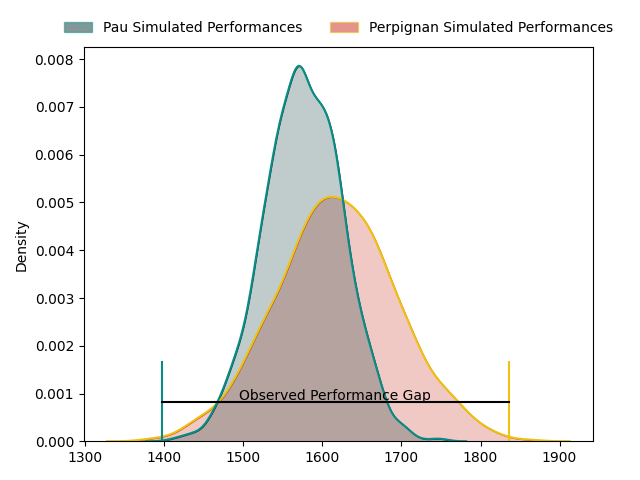 Pau Simulated Performances Perpignan Simulated Performances
0.008
0.007
0.006
0.005
0.004
0.003
0.002
0.001
0.000
Density
Observed Performance Gap
1300 1400 1500 1600 1700 1800 1900